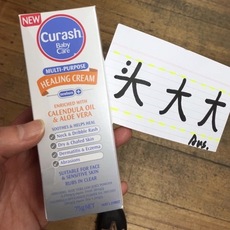 NEW
Curash
Baby
Care
MULTI-PURPOSE
HEALING CREAM
ENRICHED WITH
CALENDULA OIL
& ALOE VERA
SOOTHES & HELPS HEAL
Neck & Dribble Rash
Dry & Chafed Skin
Dermatitis & Eczema
Abrasions
SUITABLE FOR FACE
& SENSITIVE SKIN
RUBS IN CLEAR
头大大
Aus.